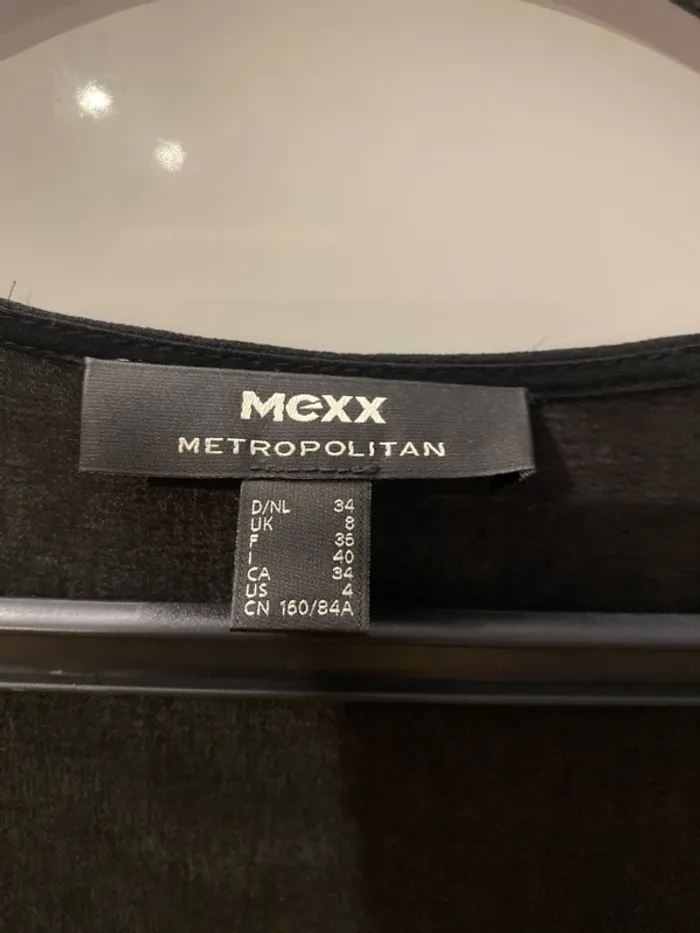 Mexx
METROPOLITAN
D/NL 34
UK 8
F 36
I 40
CA 34
US 4
CN 160/84A